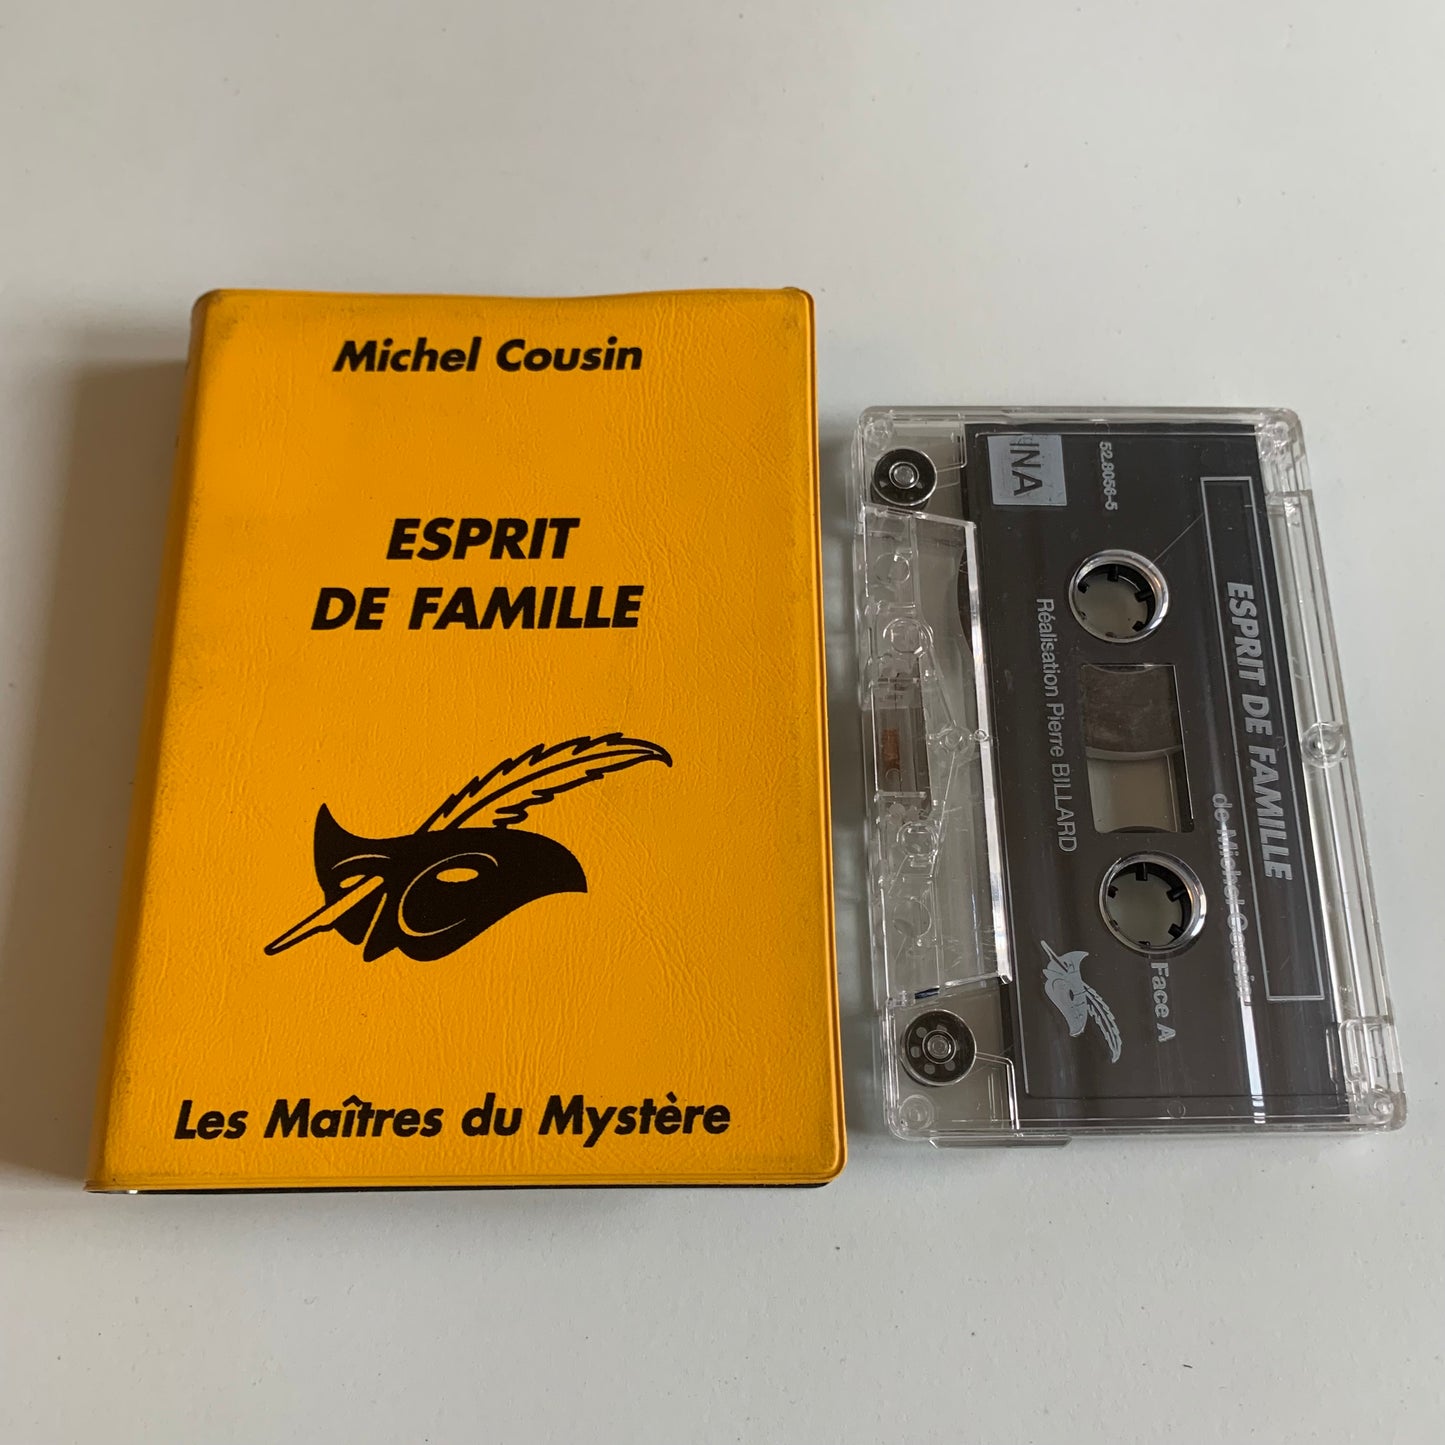 Michel Cousin
ESPRIT
DE FAMILLE
Les Maîtres du Mystère
INA
52.8056-5
ESPRIT DE FAMILLE
de Michel Cousin
Réalisation Pierre BILLARD
Face A